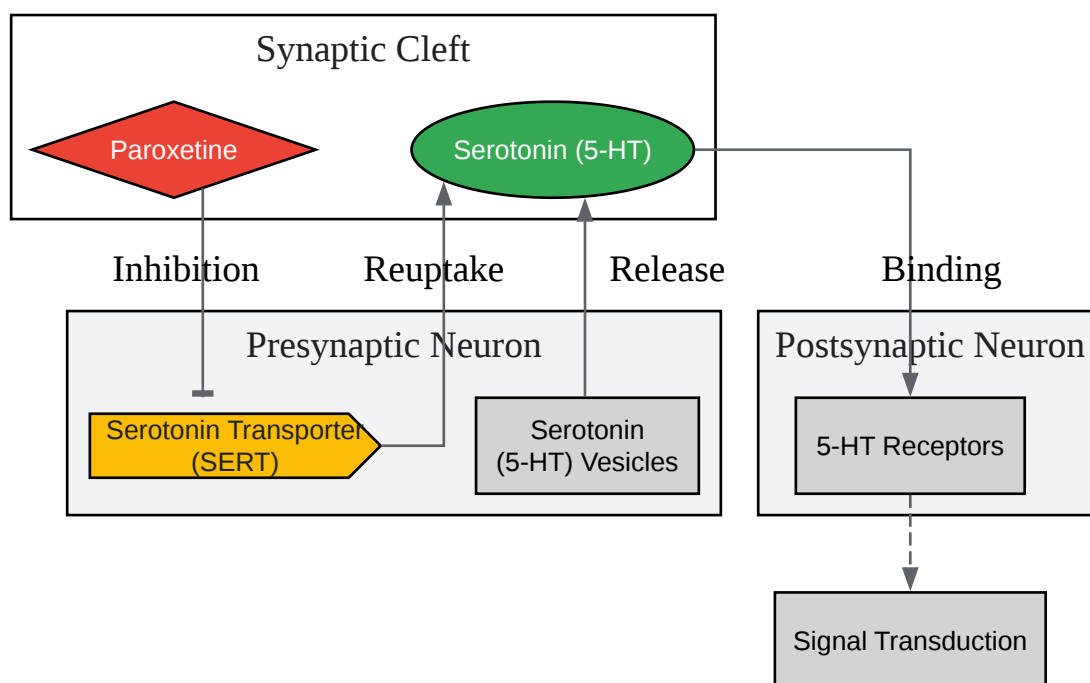 Synaptic Cleft
Paroxetine
Serotonin (5-HT)
Inhibition
Reuptake
Release
Binding
Presynaptic Neuron
Postsynaptic Neuron
Serotonin Transporter
(SERT)
Serotonin
(5-HT) Vesicles
5-HT Receptors
Signal Transduction